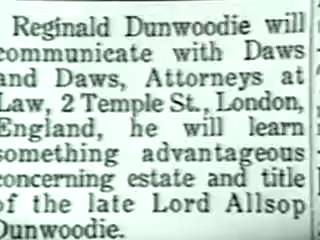 Reginald Dunwoodie will
communicate with Daws
and Daws, Attorneys at
Law, 2 Temple St., London,
England, he will learn
something advantageous
concerning estate and title
of the late Lord Allsop
Dunwoodie.